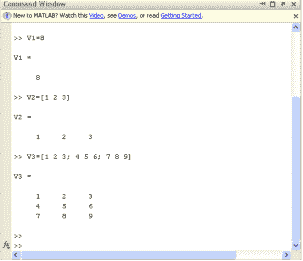 Command Window
New to MATLAB? Watch this Video, see Demos, or read Getting Started.
>> V1=8
V1 =
8
>> V2=[1 2 3]
V2 =
1 2 3
>> V3=[1 2 3; 4 5 6; 7 8 9]
V3 =
1 2 3
4 5 6
7 8 9
>>
>>